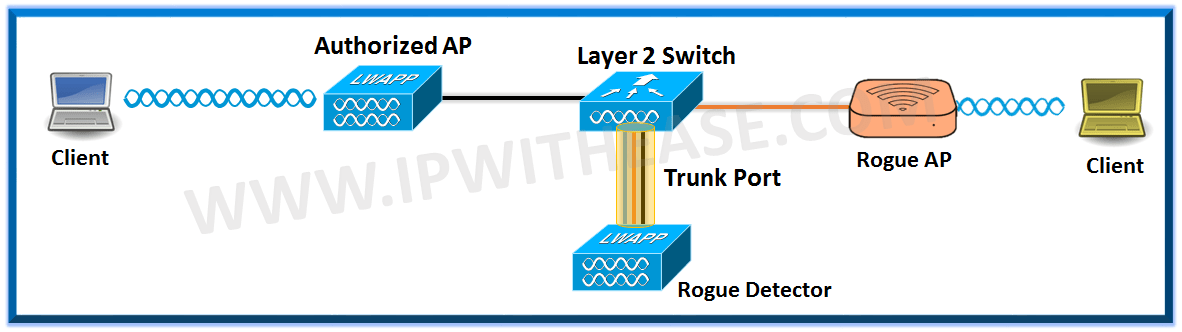 Authorized AP
Layer 2 Switch
LWAPP
Client
Rogue AP
Client
Trunk Port
LWAPP
Rogue Detector
WWW.IPWITHEASE.COM